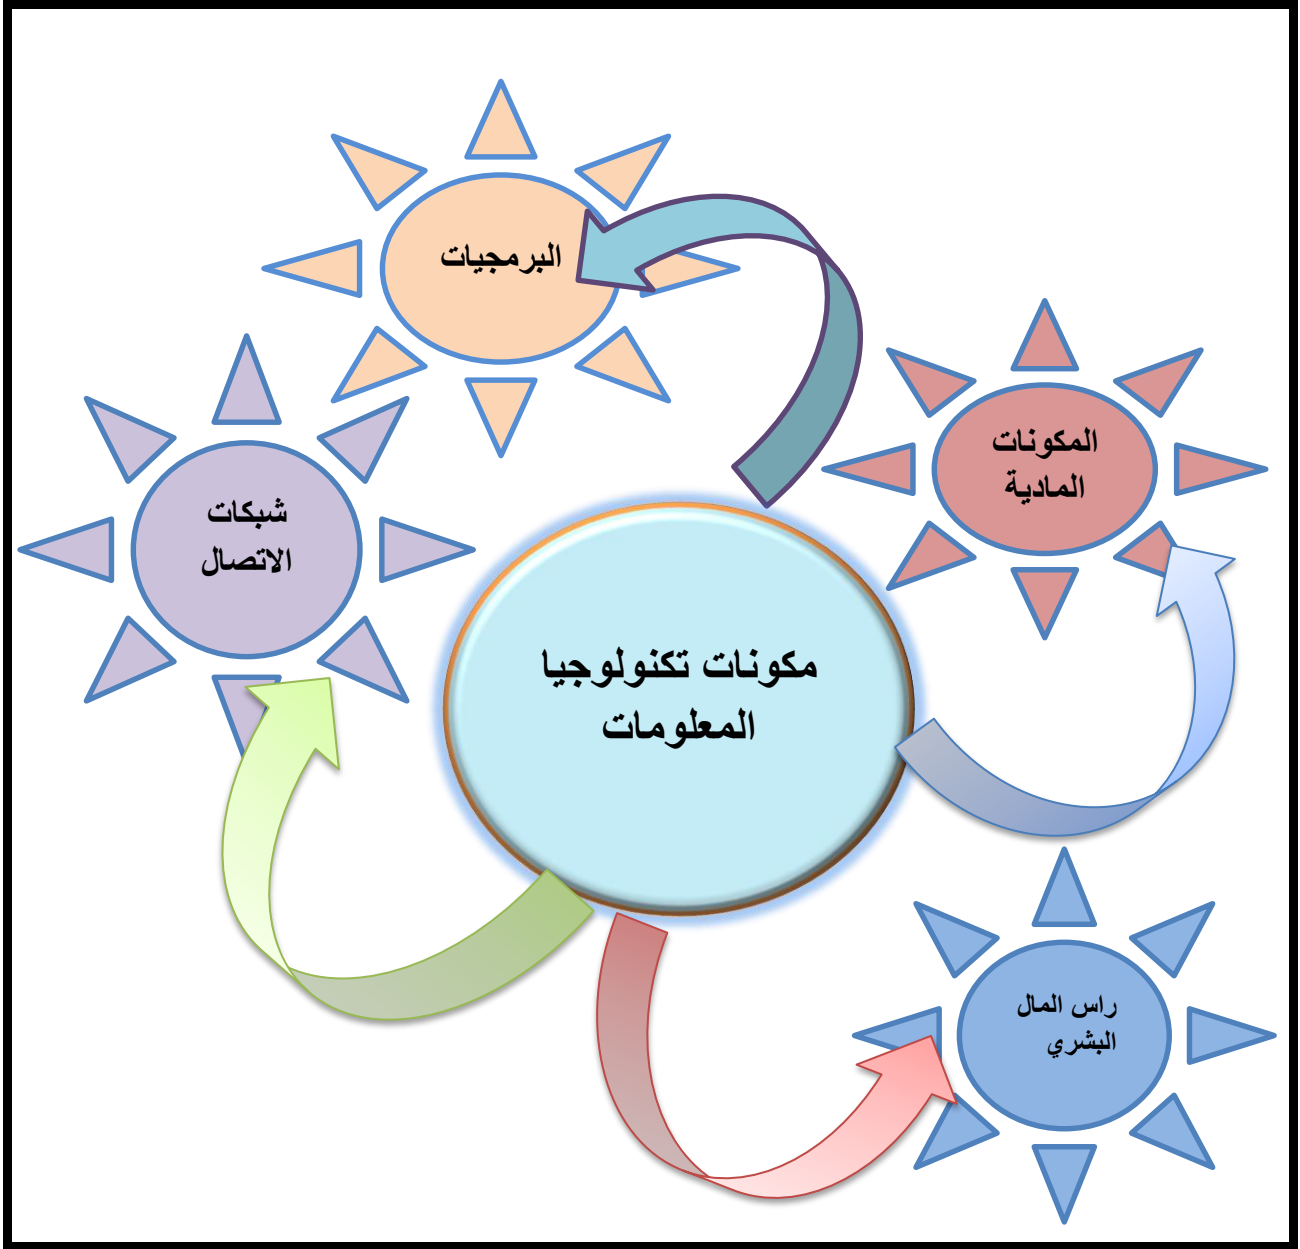 البرمجيات
المكونات
المادية
شبكات
الاتصال
مكونات تكنولوجيا
المعلومات
راس المال
البشري